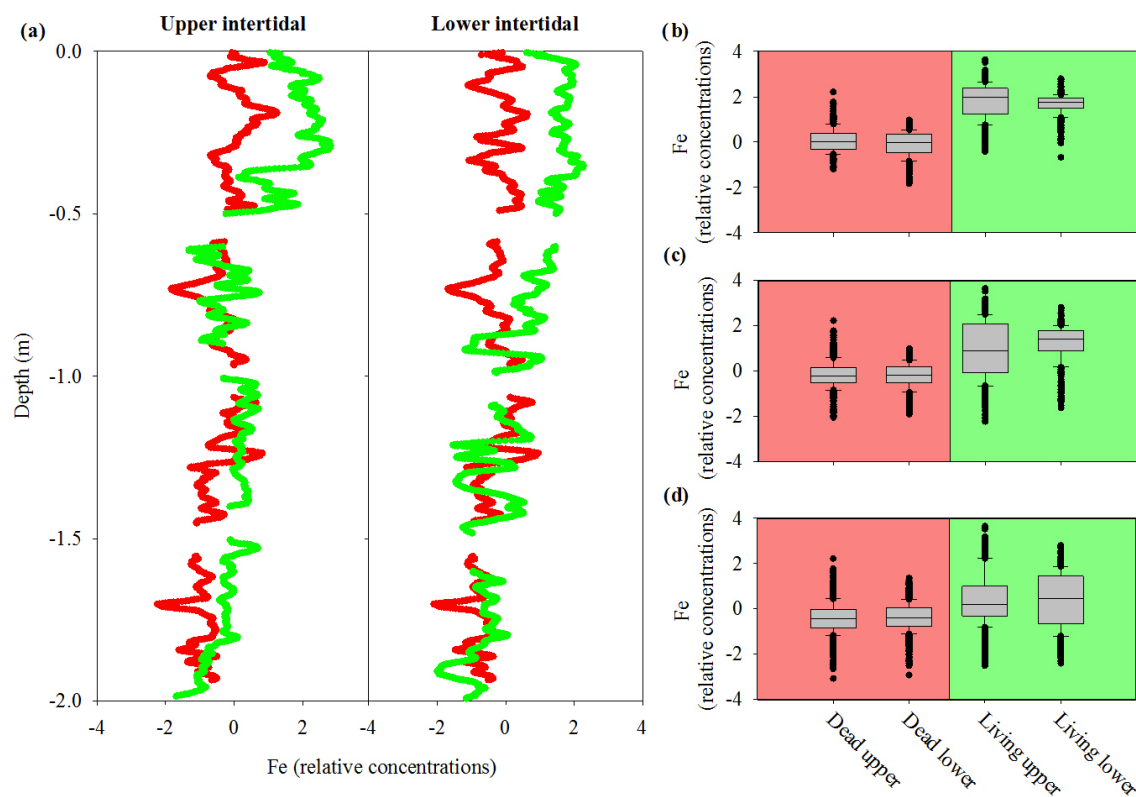 Upper intertidal
Lower intertidal
(a)
0.0
-0.5
-1.0
-1.5
-2.0
Depth (m)
-4
-2
0
2
-4
-2
0
2
4
Fe (relative concentrations)
(b)
4
2
0
-2
-4
Fe
(relative concentrations)
(c)
4
2
0
-2
-4
Fe
(relative concentrations)
(d)
4
2
0
-2
-4
Fe
(relative concentrations)
Dead upper
Dead lower
Living upper
Living lower